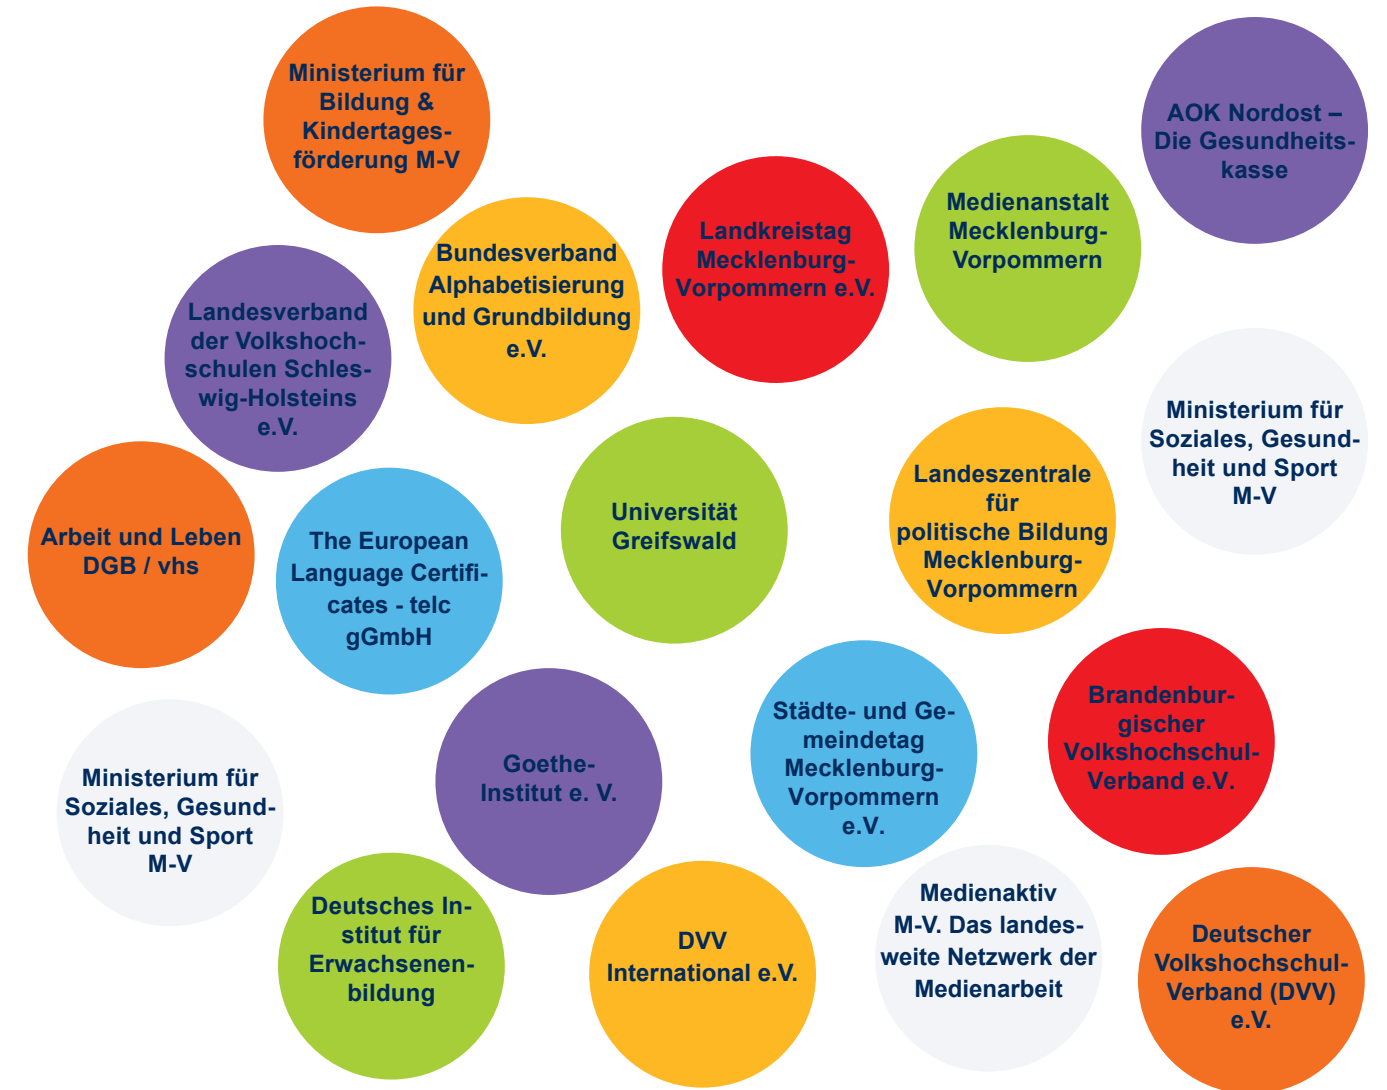 Ministerium für
Bildung &
Kindertages-
förderung M-V
AOK Nordost –
Die Gesundheits-
kasse
Medienanstalt
Mecklenburg-
Vorpommern
Landkreistag
Mecklenburg-
Vorpommern e.V.
Bundesverband
Alphabetisierung
und Grundbildung
e.V.
Landesverband
der Volkshoch-
schulen Schles-
wig-Holsteins
e.V.
Ministerium für
Soziales, Gesund-
heit und Sport
M-V
Landeszentrale
für
politische Bildung
Mecklenburg-
Vorpommern
Universität
Greifswald
Arbeit und Leben
DGB / vhs
The European
Language Certifi-
cates - telc
gGmbH
Brandenbur-
gischer
Volkshochschul-
Verband e.V.
Städte- und Ge-
meindetag
Mecklenburg-
Vorpommern
e.V.
Goethe-
Institut e. V.
Ministerium für
Soziales, Gesund-
heit und Sport
M-V
Deutsches In-
stitut für
Erwachsenen-
bildung
DVV
International e.V.
Medienaktiv
M-V. Das landes-
weite Netzwerk der
Medienarbeit
Deutscher
Volkshochschul-
Verband (DVV)
e.V.